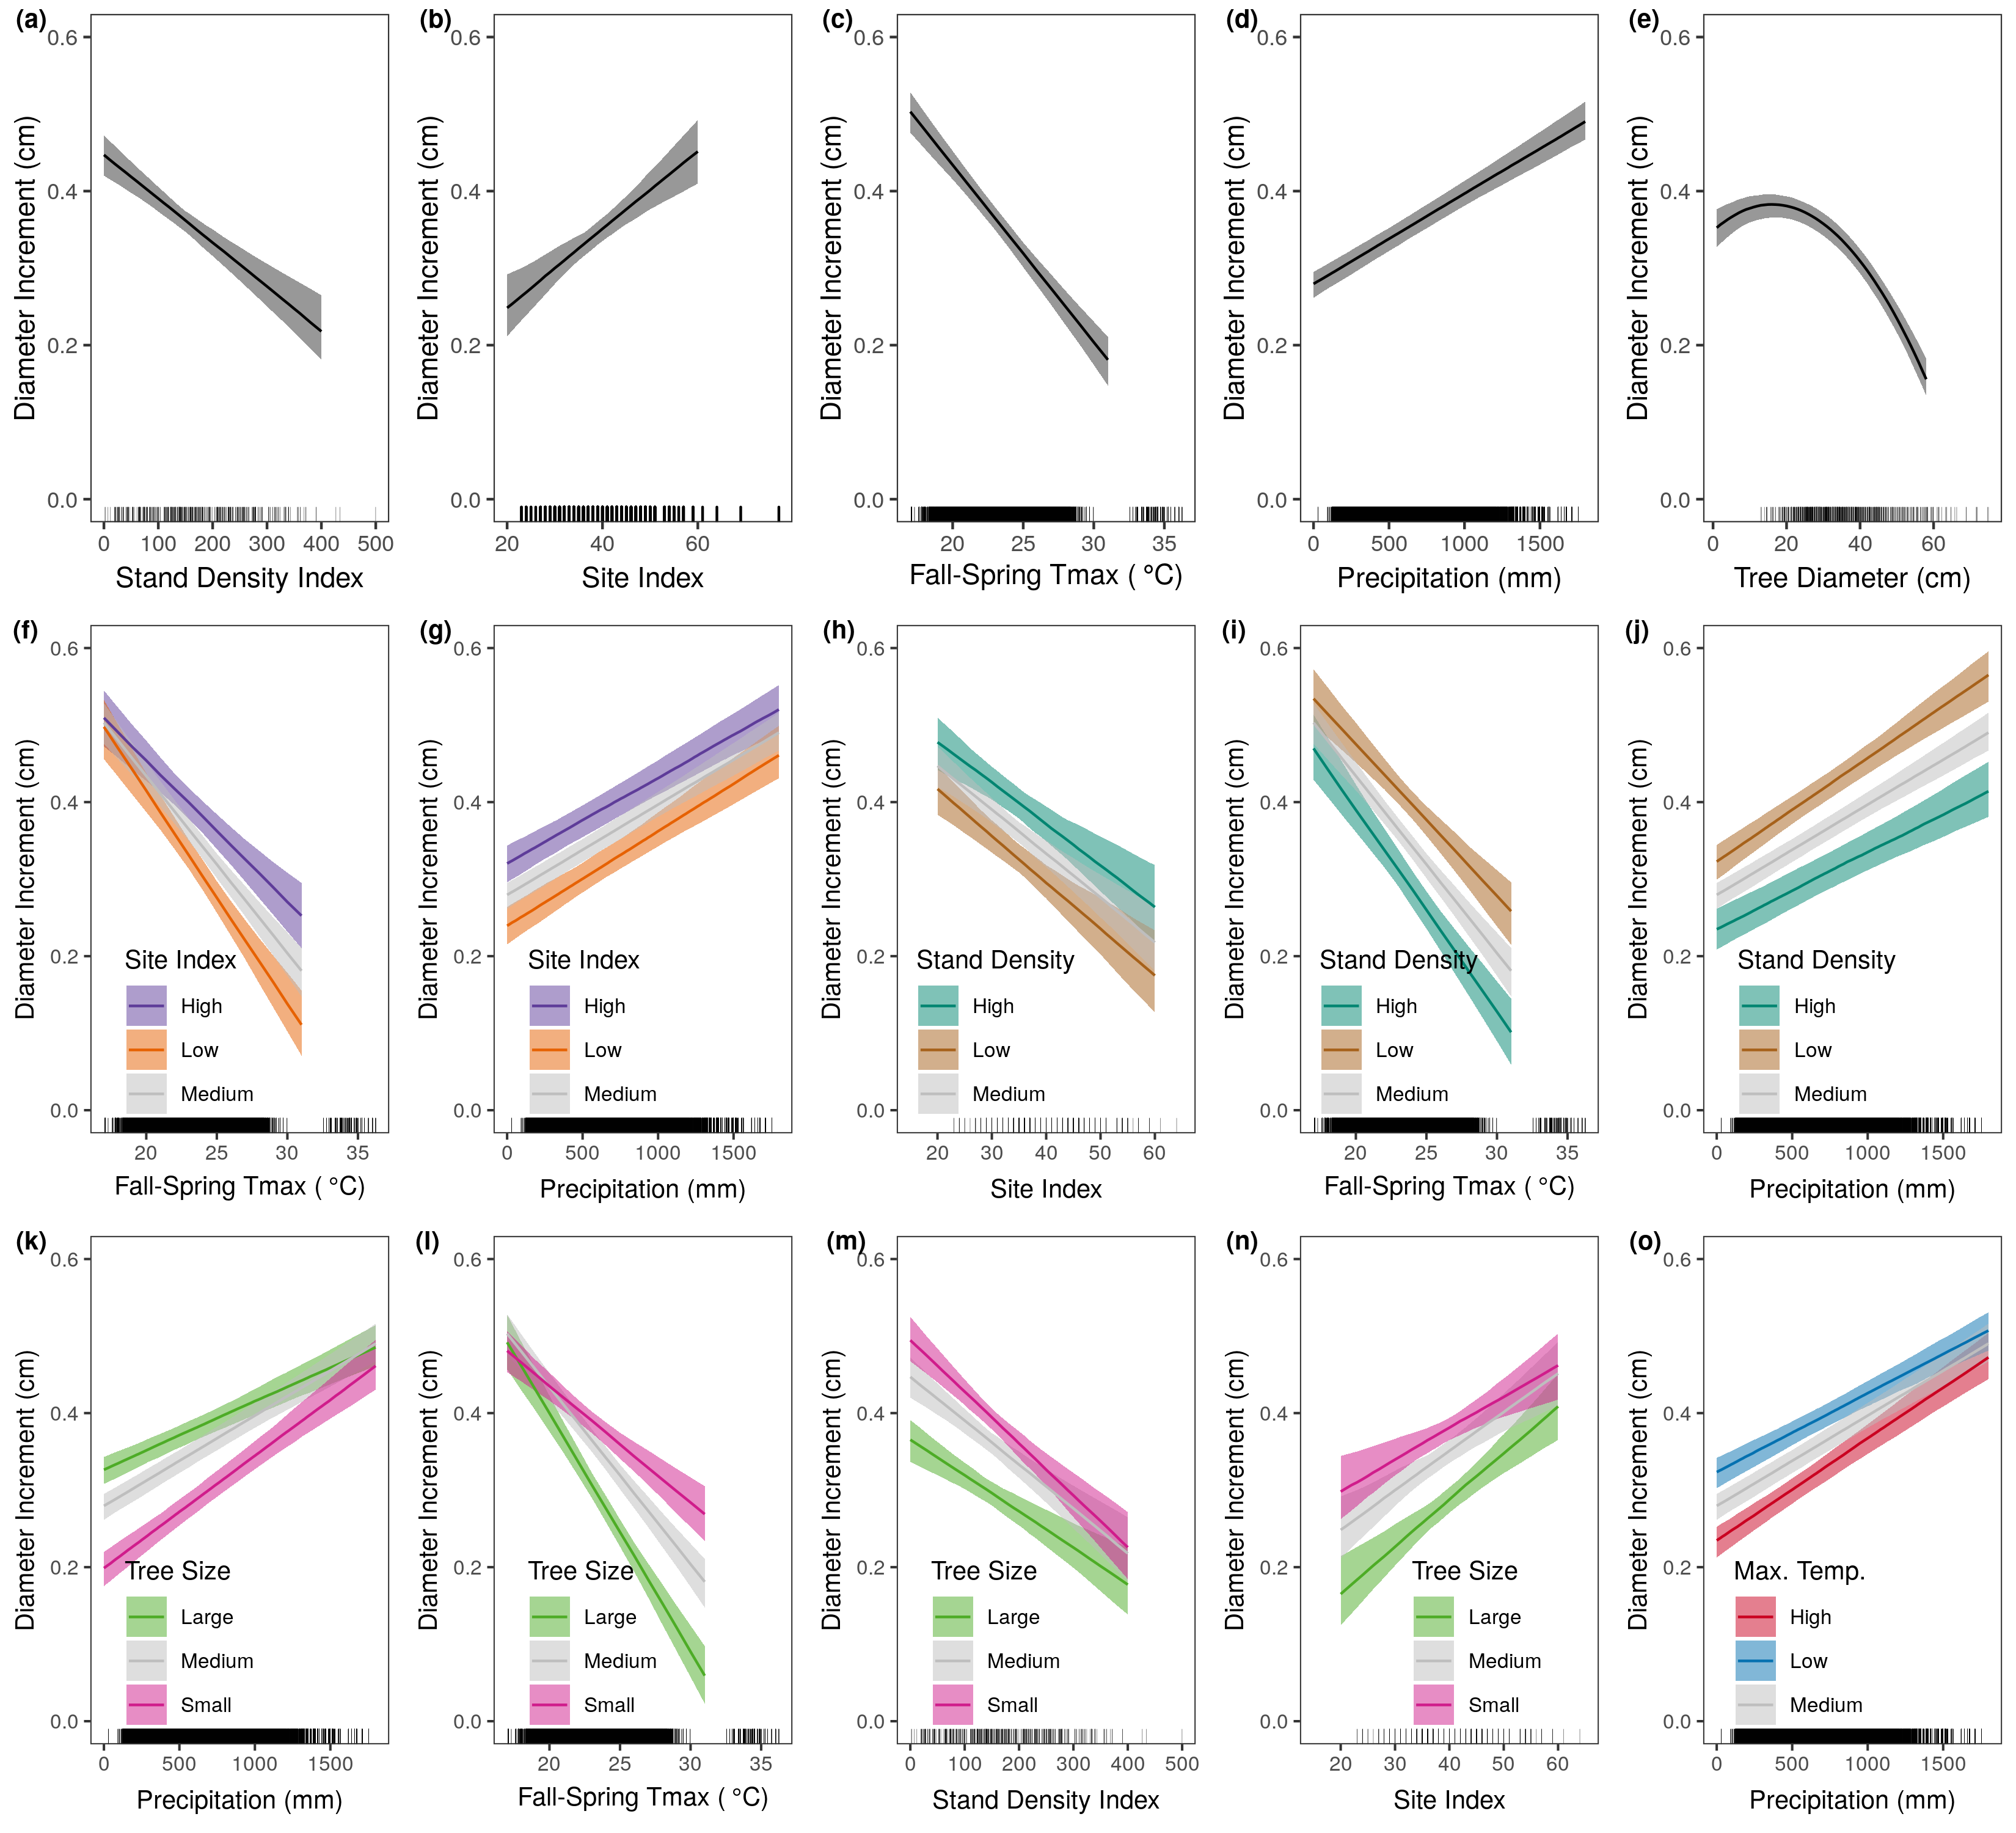 (a)
0.6
0.4
0.2
0.0
Diameter Increment (cm)
0 100 200 300 400 500
Stand Density Index
(b)
0.6
0.4
0.2
0.0
Diameter Increment (cm)
20 40 60
Site Index
(c)
0.6
0.4
0.2
0.0
Diameter Increment (cm)
20 25 30 35
Fall-Spring Tmax ( °C)
(d)
0.6
0.4
0.2
0.0
Diameter Increment (cm)
0 500 1000 1500
Precipitation (mm)
(e)
0.6
0.4
0.2
0.0
Diameter Increment (cm)
0 20 40 60
Tree Diameter (cm)
(f)
0.6
0.4
0.2
0.0
Diameter Increment (cm)
Site Index
High
Low
Medium
20 25 30 35
Fall-Spring Tmax ( °C)
(g)
0.6
0.4
0.2
0.0
Diameter Increment (cm)
Site Index
High
Low
Medium
0 500 1000 1500
Precipitation (mm)
(h)
0.6
0.4
0.2
0.0
Diameter Increment (cm)
Stand Density
High
Low
Medium
20 30 40 50 60
Site Index
(i)
0.6
0.4
0.2
0.0
Diameter Increment (cm)
Stand Density
High
Low
Medium
20 25 30 35
Fall-Spring Tmax ( °C)
(j)
0.6
0.4
0.2
0.0
Diameter Increment (cm)
Stand Density
High
Low
Medium
0 500 1000 1500
Precipitation (mm)
(k)
0.6
0.4
0.2
0.0
Diameter Increment (cm)
Tree Size
Large
Medium
Small
0 500 1000 1500
Precipitation (mm)
(l)
0.6
0.4
0.2
0.0
Diameter Increment (cm)
Tree Size
Large
Medium
Small
20 25 30 35
Fall-Spring Tmax ( °C)
(m)
0.6
0.4
0.2
0.0
Diameter Increment (cm)
Tree Size
Large
Medium
Small
0 100 200 300 400 500
Stand Density Index
(n)
0.6
0.4
0.2
0.0
Diameter Increment (cm)
Tree Size
Large
Medium
Small
20 30 40 50 60
Site Index
(o)
0.6
0.4
0.2
0.0
Diameter Increment (cm)
Max. Temp.
High
Low
Medium
0 500 1000 1500
Precipitation (mm)